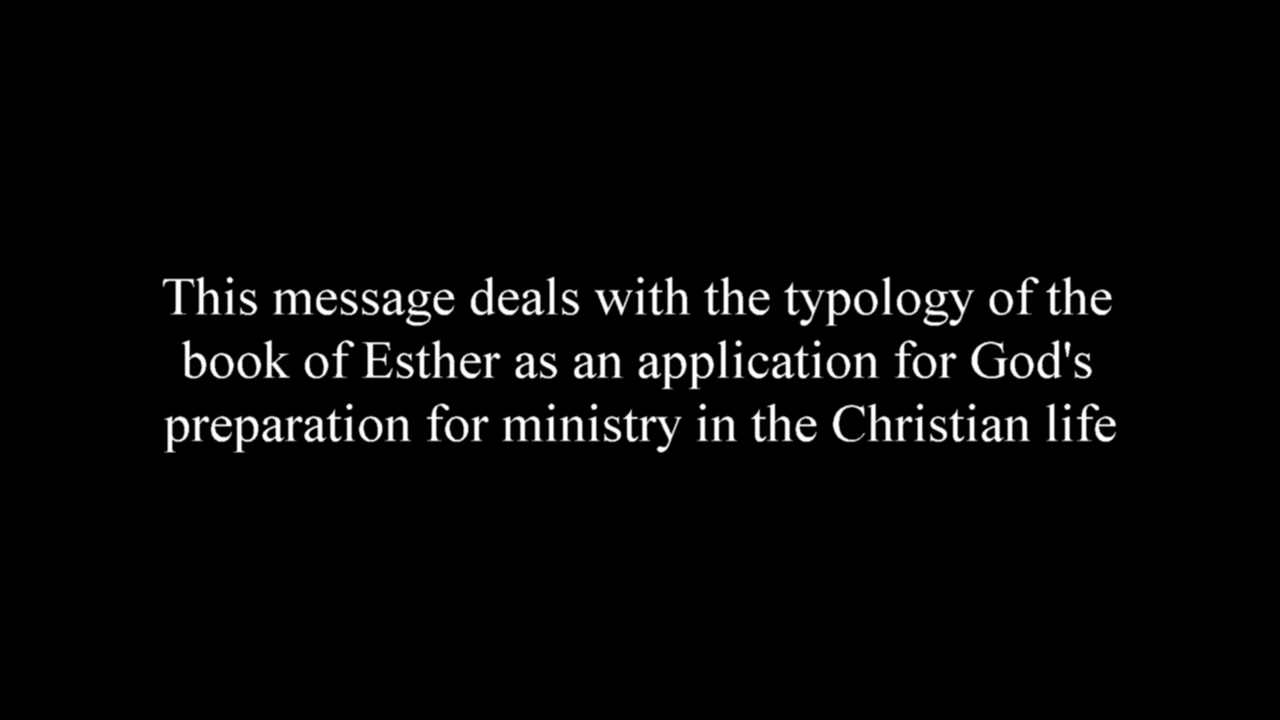 This message deals with the typology of the
book of Esther as an application for God's
preparation for ministry in the Christian life